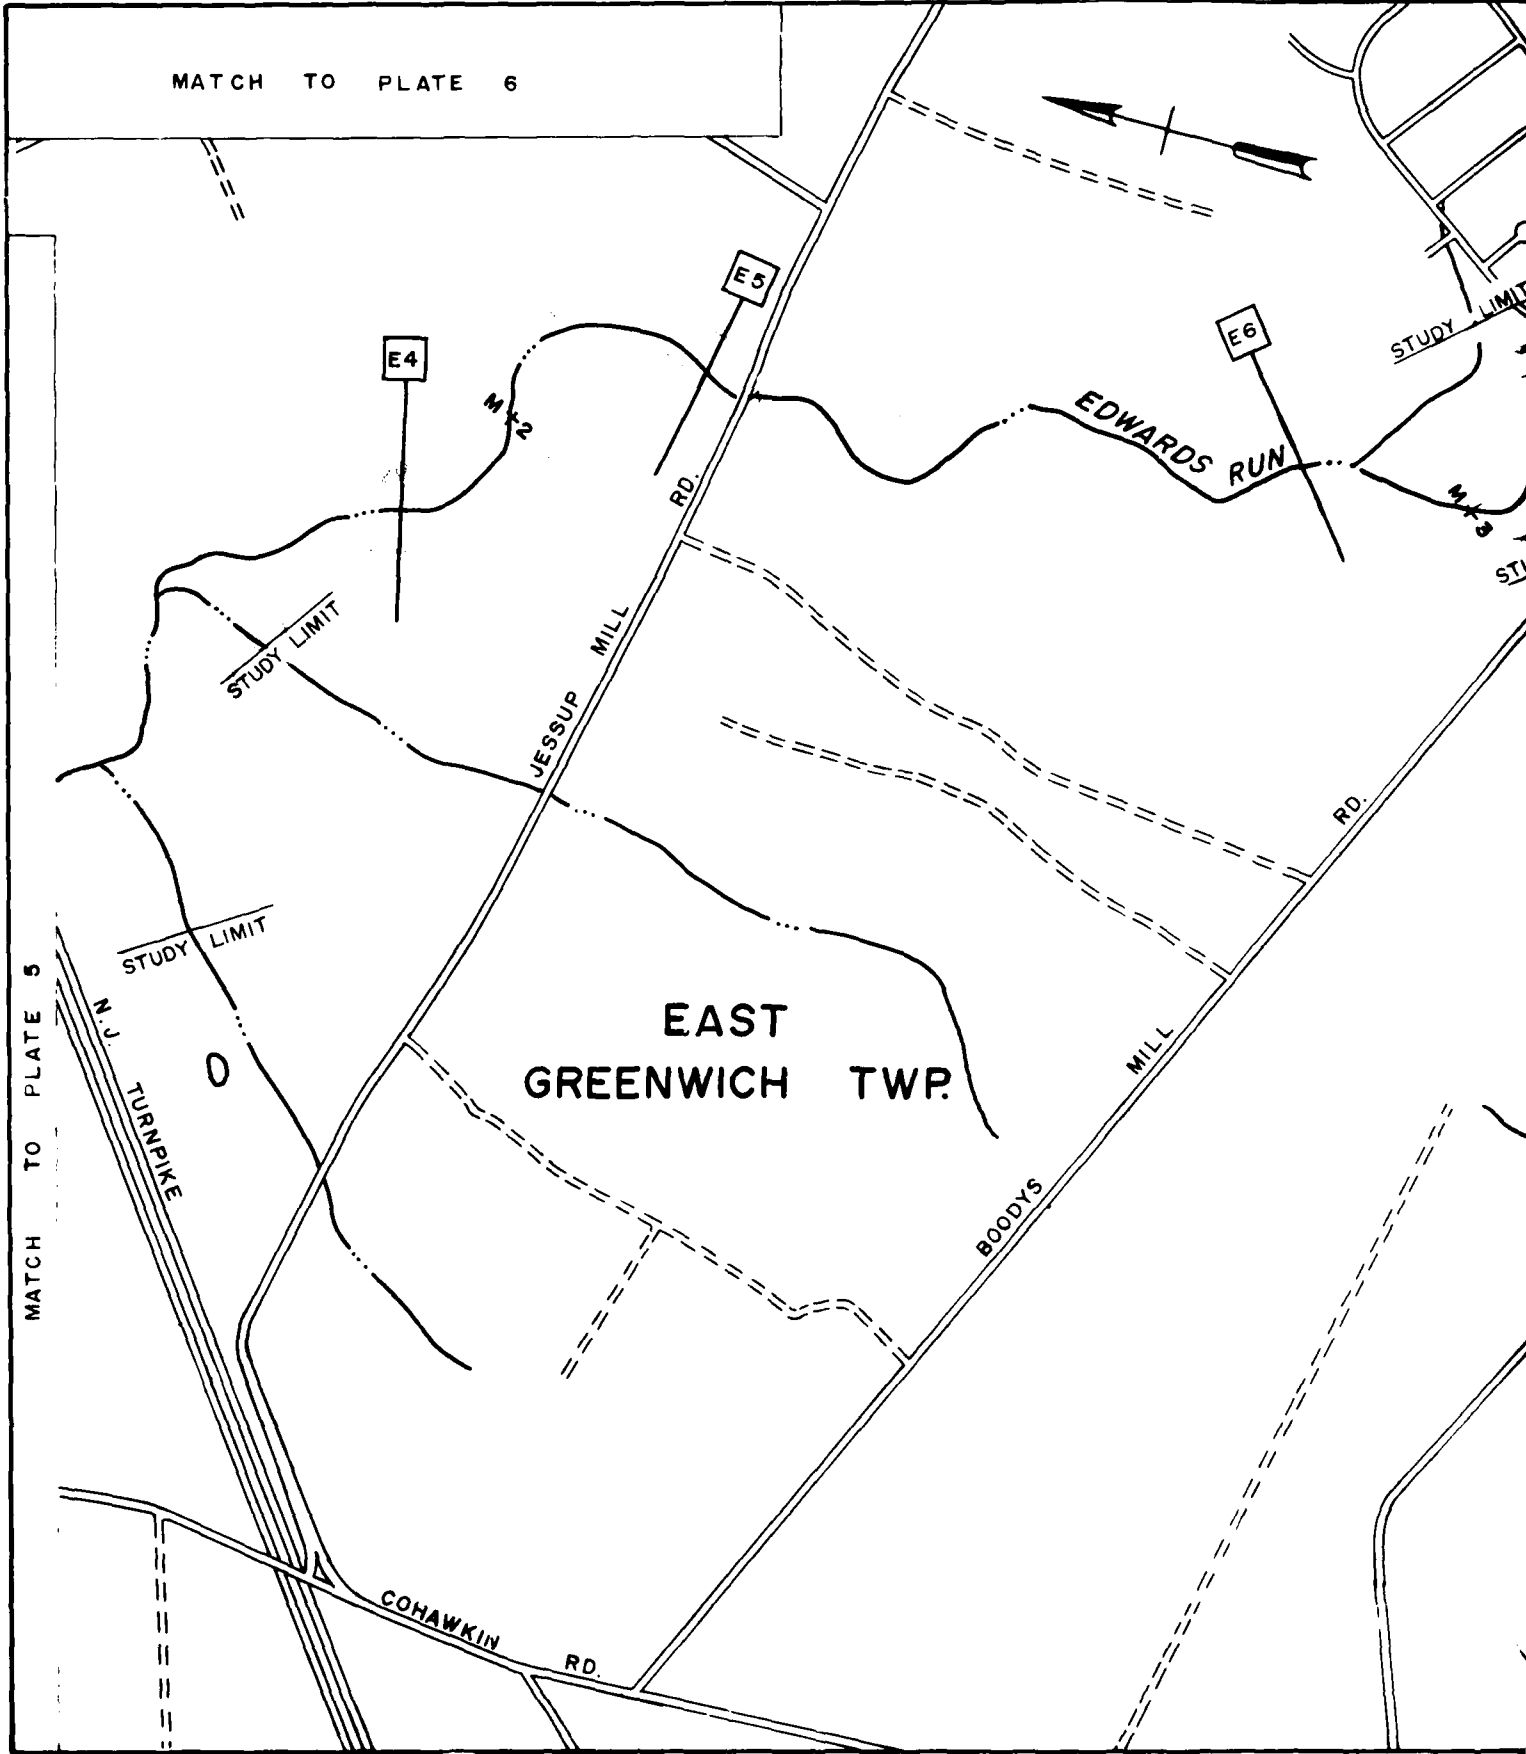 MATCH TO PLATE 6
E5
E4
E6
STUDY LIMIT
M+2
EDWARDS RUN
M+3
RD.
STUDY LIMIT
MILL
JESSUP
RD.
STUDY LIMIT
MATCH TO PLATE 5
N.J. TURNPIKE
EAST
GREENWICH TWP.
MILL
BOODYS
COHAWKIN RD.